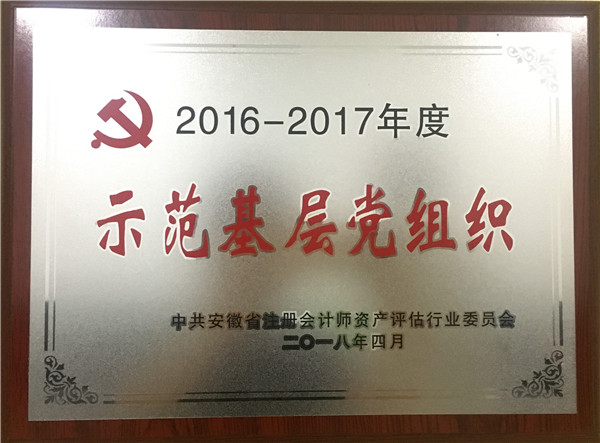 2016-2017年度
示范基层党组织
中共安徽省注册会计师资产评估行业委员会
二〇一八年四月